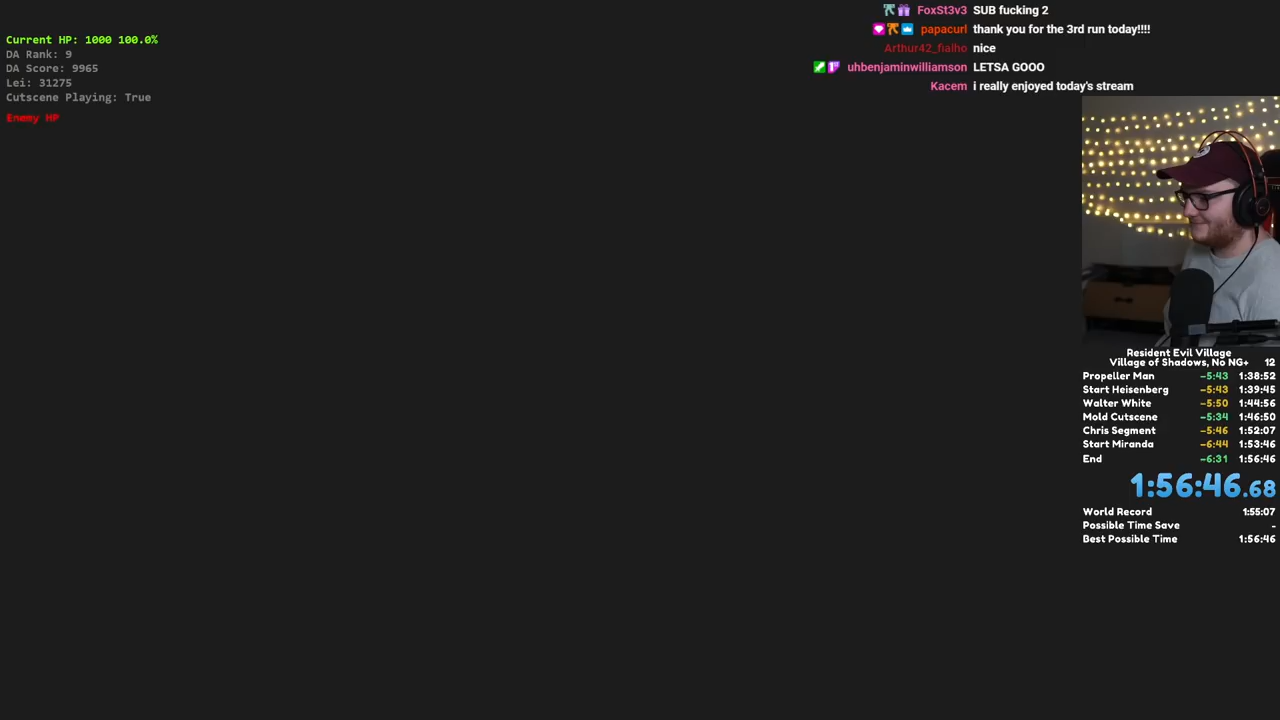 Current HP: 1000 100.0%
DA Rank: 9
DA Score: 9965
Lei: 31275
Cutscene Playing: True
Enemy HP
FoxSt3v3 SUB fucking 2
papacurl thank you for the 3rd run today!!!!
Arthur42_fialho nice
uhbenjaminwilliamson LETSA GOOO
Kacem i really enjoyed today's stream
Resident Evil Village
Village of Shadows, No NG+ 12
Propeller Man -5:43 1:38:52
Start Heisenberg -5:43 1:39:45
Walter White -5:50 1:44:56
Mold Cutscene -5:34 1:46:50
Chris Segment -5:46 1:52:07
Start Miranda -6:44 1:53:46
End -6:31 1:56:46
1:56:46.68
World Record 1:55:07
Possible Time Save -
Best Possible Time 1:56:46